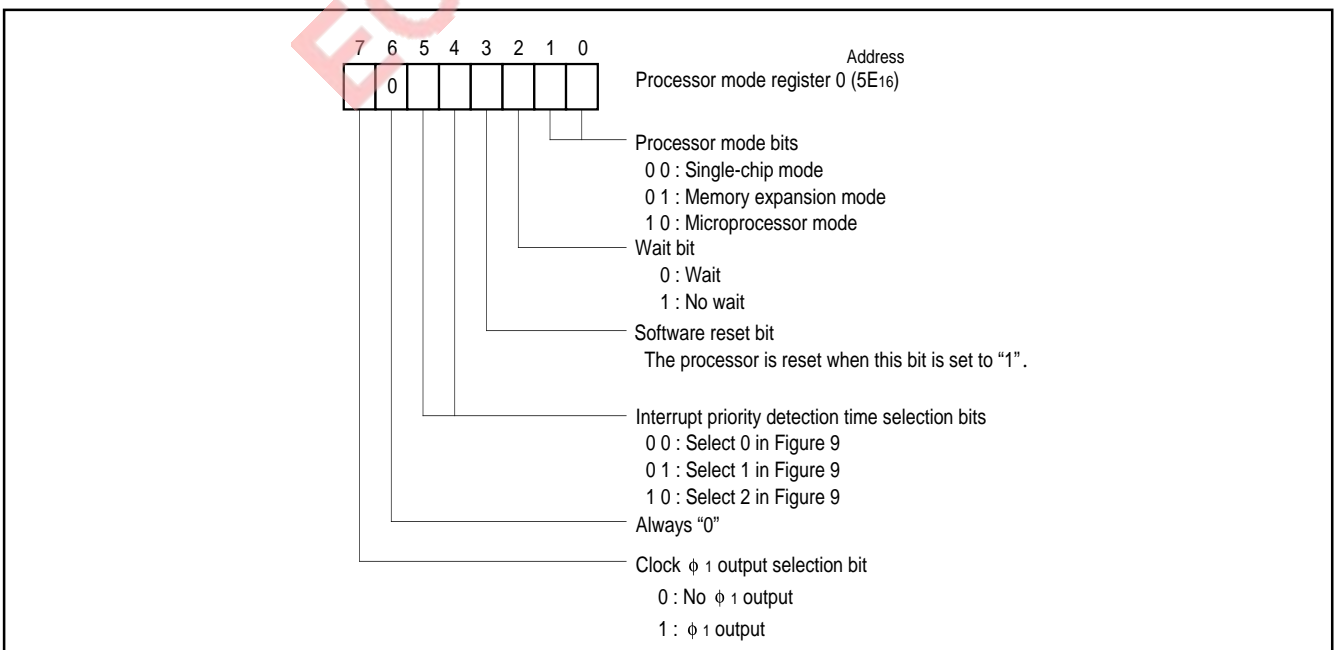 7 6 5 4 3 2 1 0
Address
0
Processor mode register 0 (5E16)
Processor mode bits
0 0 : Single-chip mode
0 1 : Memory expansion mode
1 0 : Microprocessor mode
Wait bit
0 : Wait
1 : No wait
Software reset bit
The processor is reset when this bit is set to “1”.
Interrupt priority detection time selection bits
0 0 : Select 0 in Figure 9
0 1 : Select 1 in Figure 9
1 0 : Select 2 in Figure 9
Always “0”
Clock ϕ 1 output selection bit
0 : No ϕ 1 output
1 : ϕ 1 output